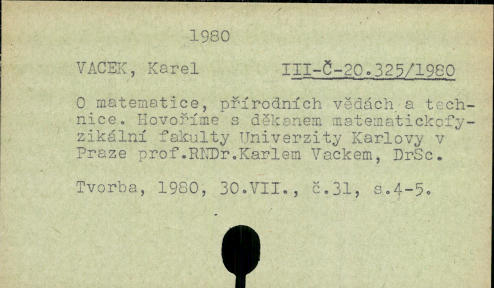 1980
VACEK, Karel III-Č-20.325/1980
O matematice, přírodních vědách a tech-
nice. Hovoříme s děkanem matematickofy-
zikální fakulty Univerzity Karlovy v
Praze prof.RNDr.Karlem Vackem, DrSc.
Tvorba, 1980, 30.VII., č.31, s.4-5.